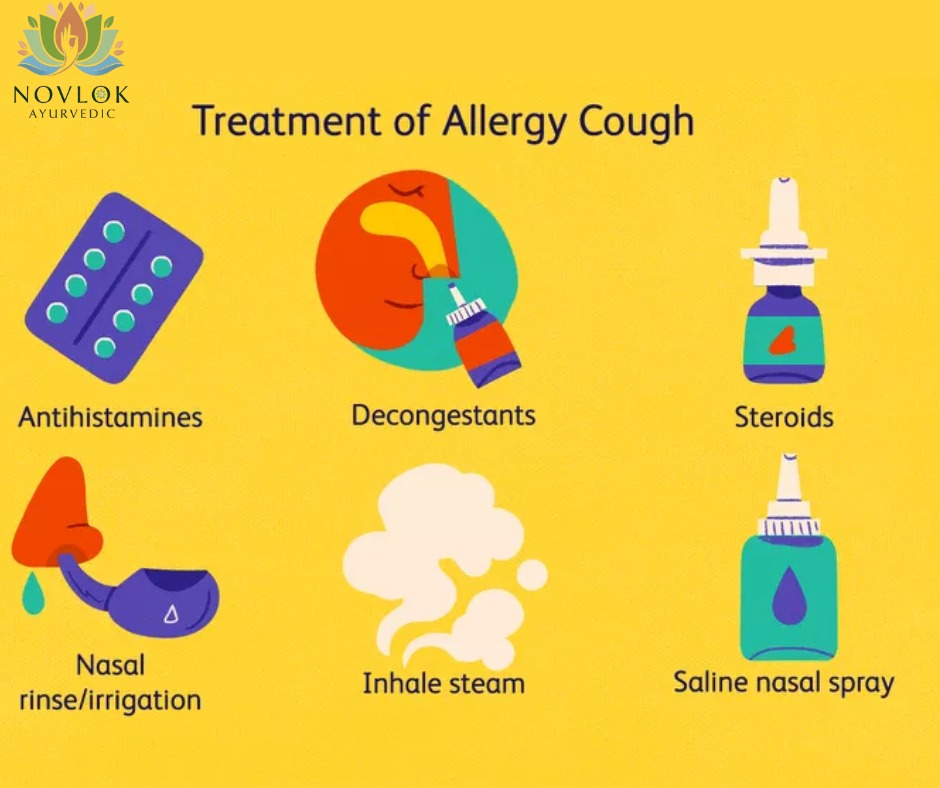 NOVLOK
AYURVEDIC
Treatment of Allergy Cough
Antihistamines
Decongestants
Steroids
Nasal
rinse/irrigation
Inhale steam
Saline nasal spray